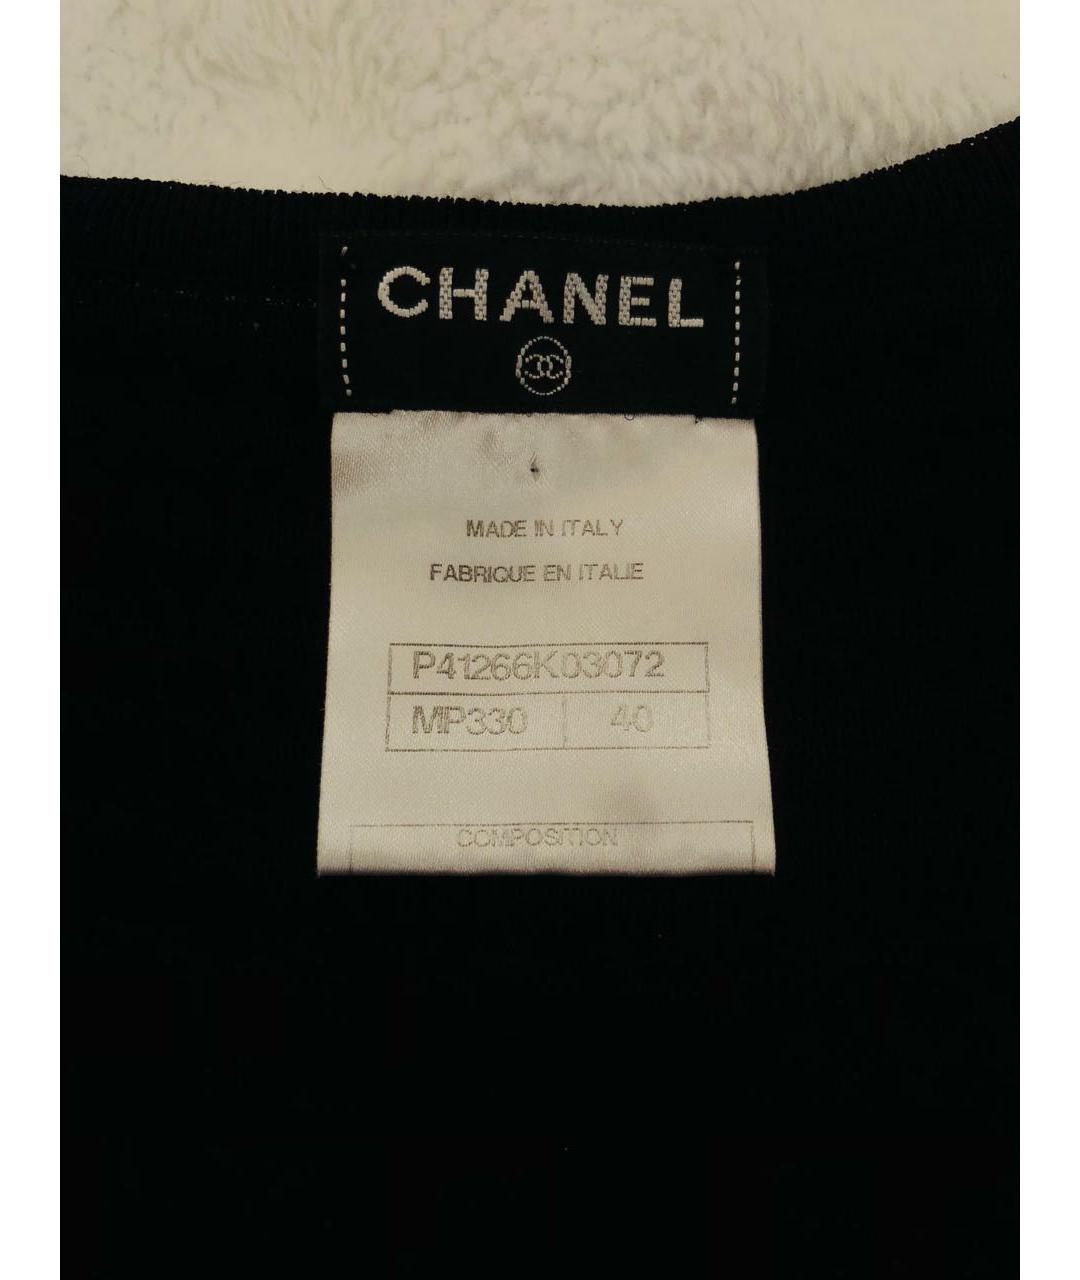 CHANEL
MADE IN ITALY
FABRIQUE EN ITALIE
P41266K03072
MP330 40
COMPOSITION